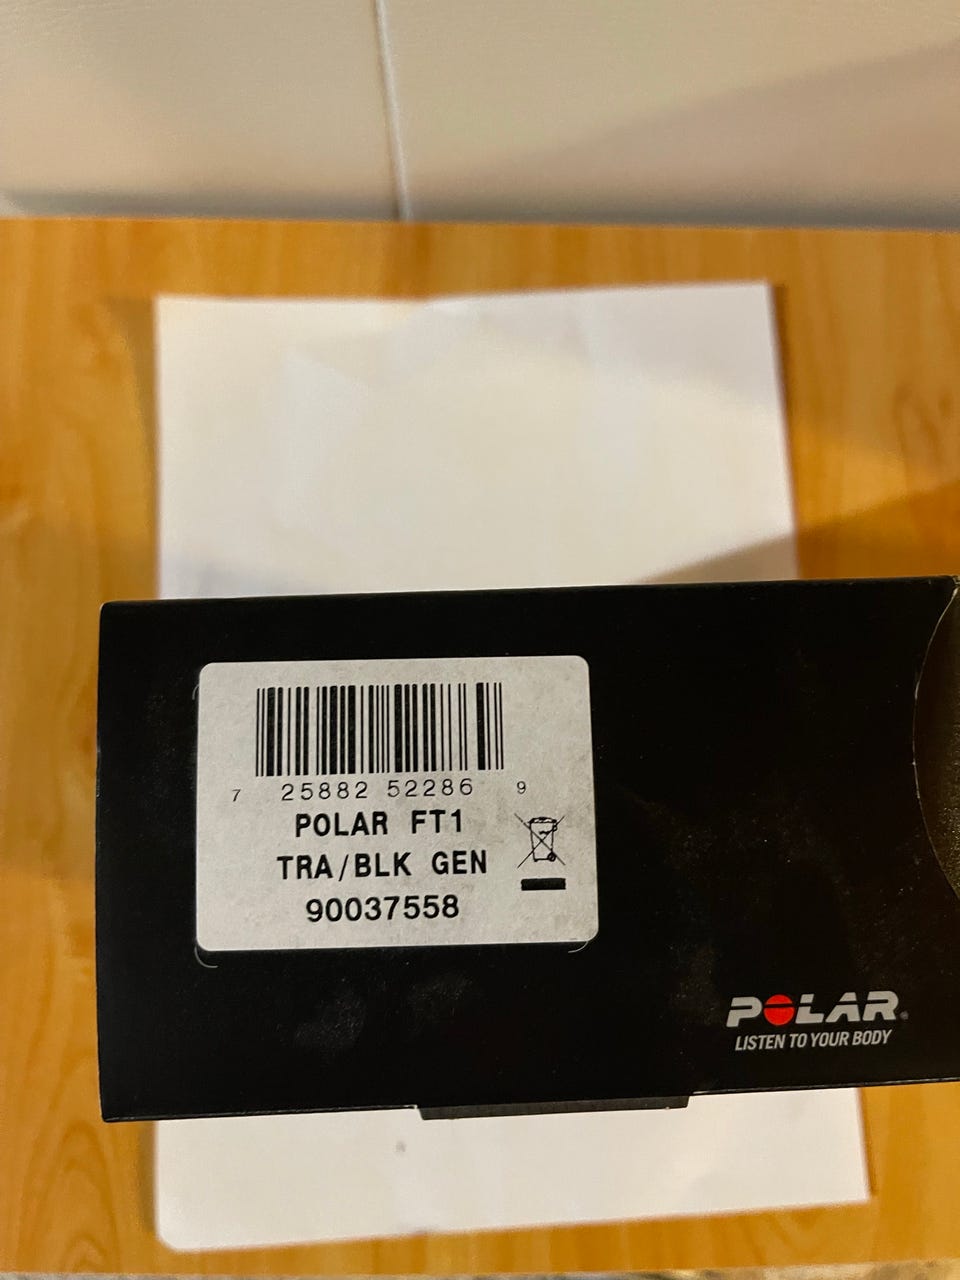 7 25882 52286 9
POLAR FT1
TRA/BLK GEN
90037558
POLAR®
LISTEN TO YOUR BODY